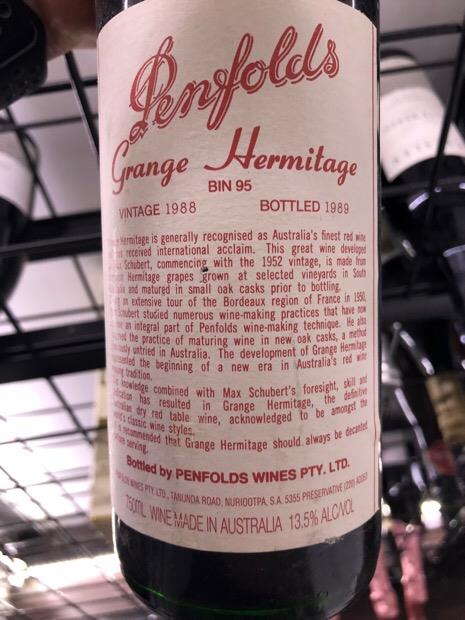 Penfolds
Grange Hermitage
BIN 95
VINTAGE 1988 BOTTLED 1989
Hermitage is generally recognised as Australia's finest red wine
received international acclaim. This great wine developed
Schubert, commencing with the 1952 vintage, is made from
Hermitage grapes grown at selected vineyards in South
and matured in small oak casks prior to bottling.
an extensive tour of the Bordeaux region of France in 1950,
Schubert studied numerous wine-making practices that have now
an integral part of Penfolds wine-making technique. He also
the practice of maturing wine in new oak casks, a method
untried in Australia. The development of Grange Hermitage
the beginning of a new era in Australia's red wine
tradition.
knowledge combined with Max Schubert's foresight, skill and
has resulted in Grange Hermitage, the definitive
dry red table wine, acknowledged to be amongst the
classic wine styles.
recommended that Grange Hermitage should always be decanted
serving.
Bottled by PENFOLDS WINES PTY. LTD.
WINES PTY. LTD., TANUNDA ROAD, NURIOOTPA, S.A. 5355 PRESERVATIVE (220) ADDED
750ML WINE MADE IN AUSTRALIA 13.5% ALC/VOL